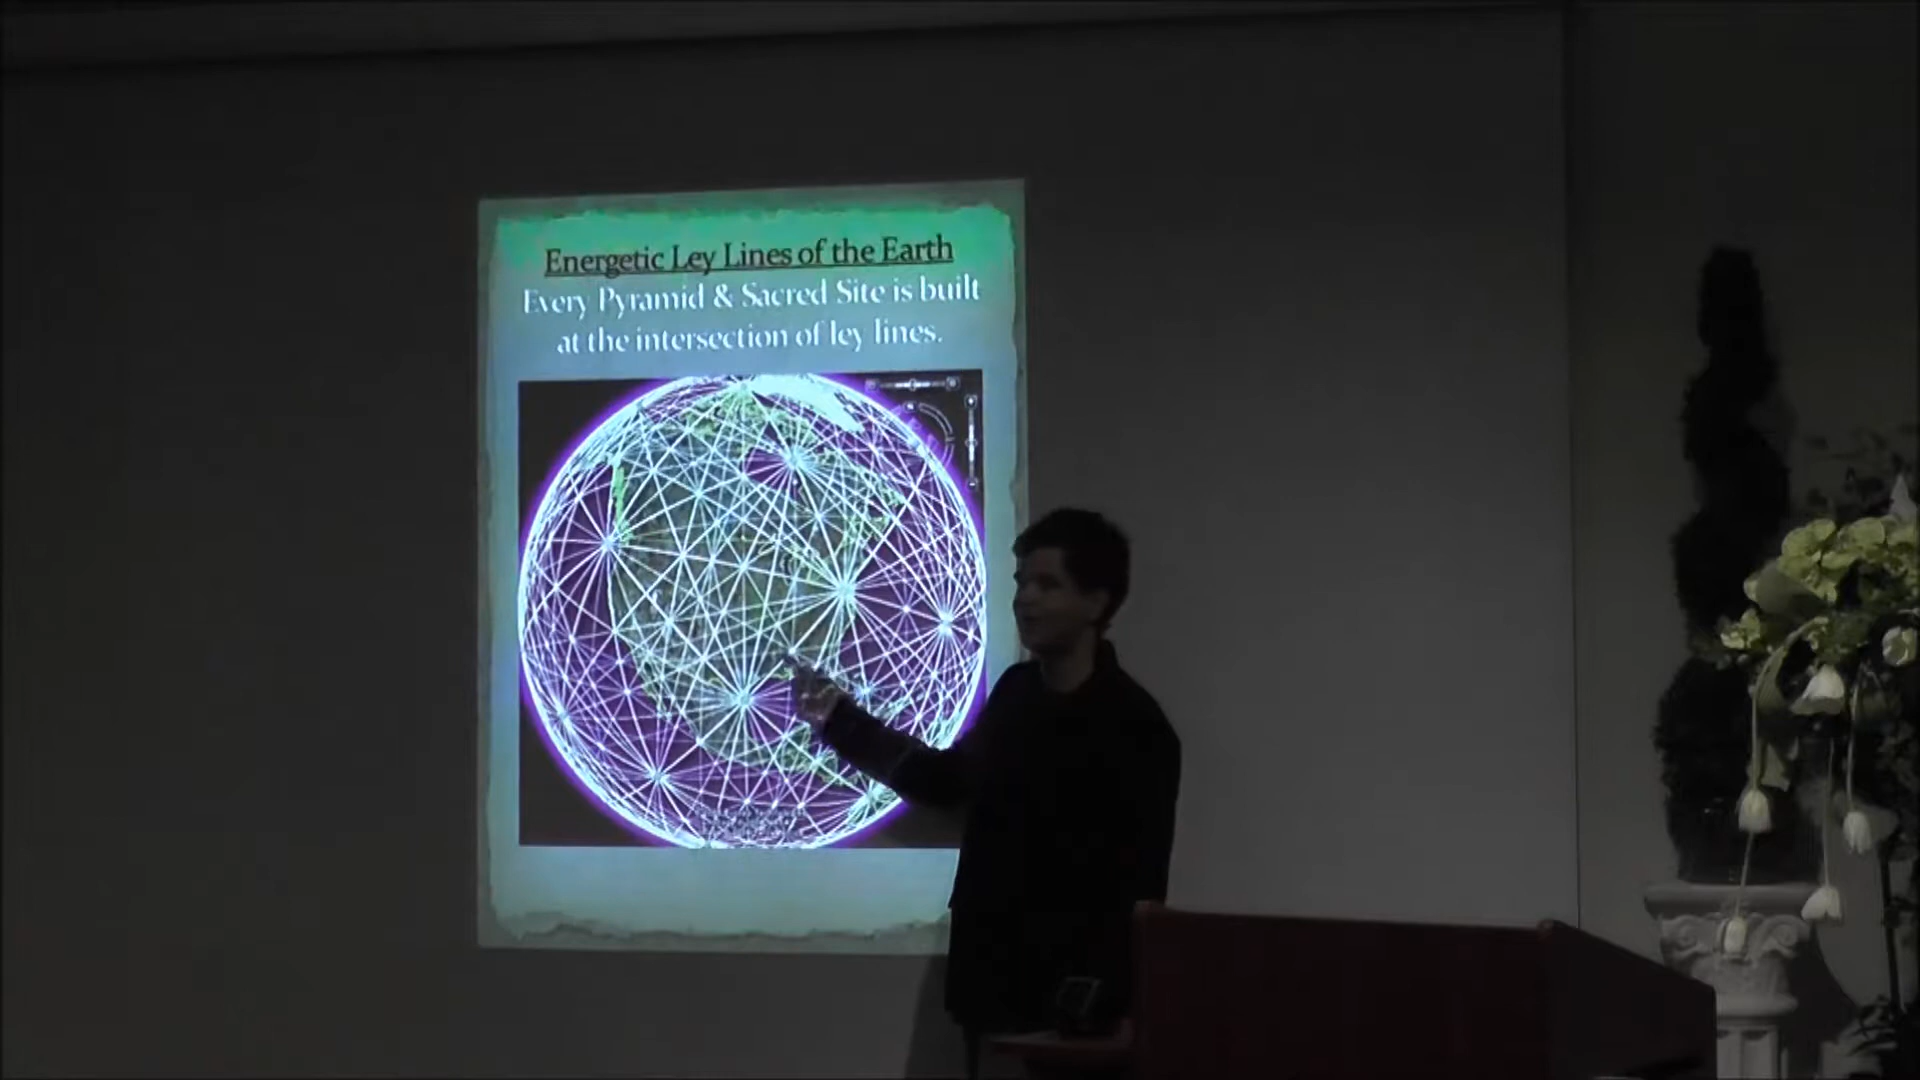 Energetic Ley Lines of the Earth
Every Pyramid & Sacred Site is built
at the intersection of ley lines.